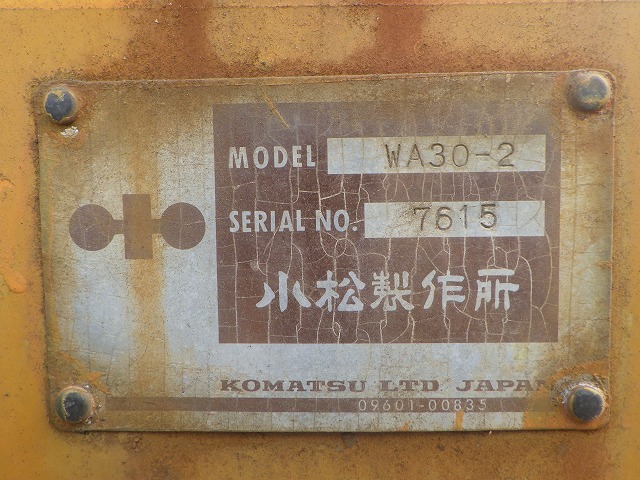 MODEL WA30-2
SERIAL NO. 7615
小松製作所
KOMATSU LTD JAPAN
09601-00835